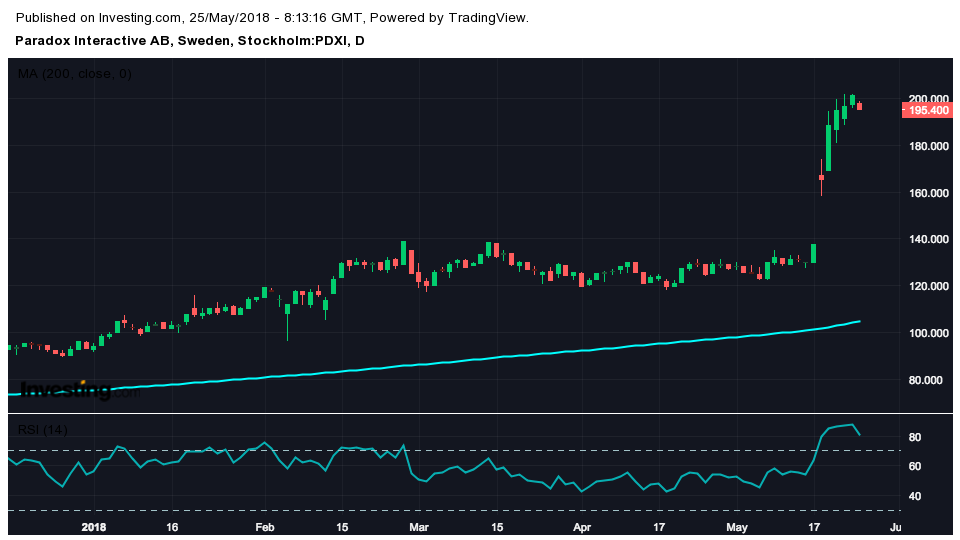 Published on Investing.com, 25/May/2018 - 8:13:16 GMT, Powered by TradingView.
Paradox Interactive AB, Sweden, Stockholm:PDXI, D
MA (200, close, 0)
200.000
195.400
180.000
160.000
140.000
120.000
100.000
80.000
Investing.com
RSI (14)
80
60
40
2018 16 Feb 15 Mar 15 Apr 17 May 17 Ju